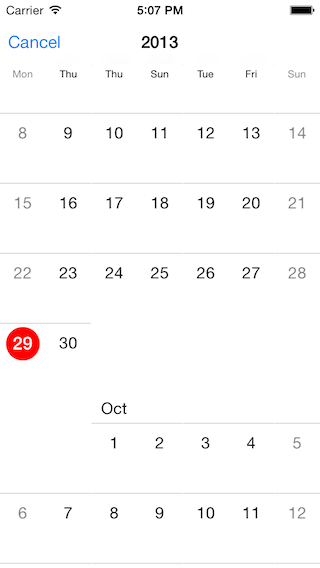 Carrier 5:07 PM
Cancel 2013
Mon Thu Thu Sun Tue Fri Sun
8 9 10 11 12 13 14
15 16 17 18 19 20 21
22 23 24 25 26 27 28
29 30
Oct
1 2 3 4 5
6 7 8 9 10 11 12